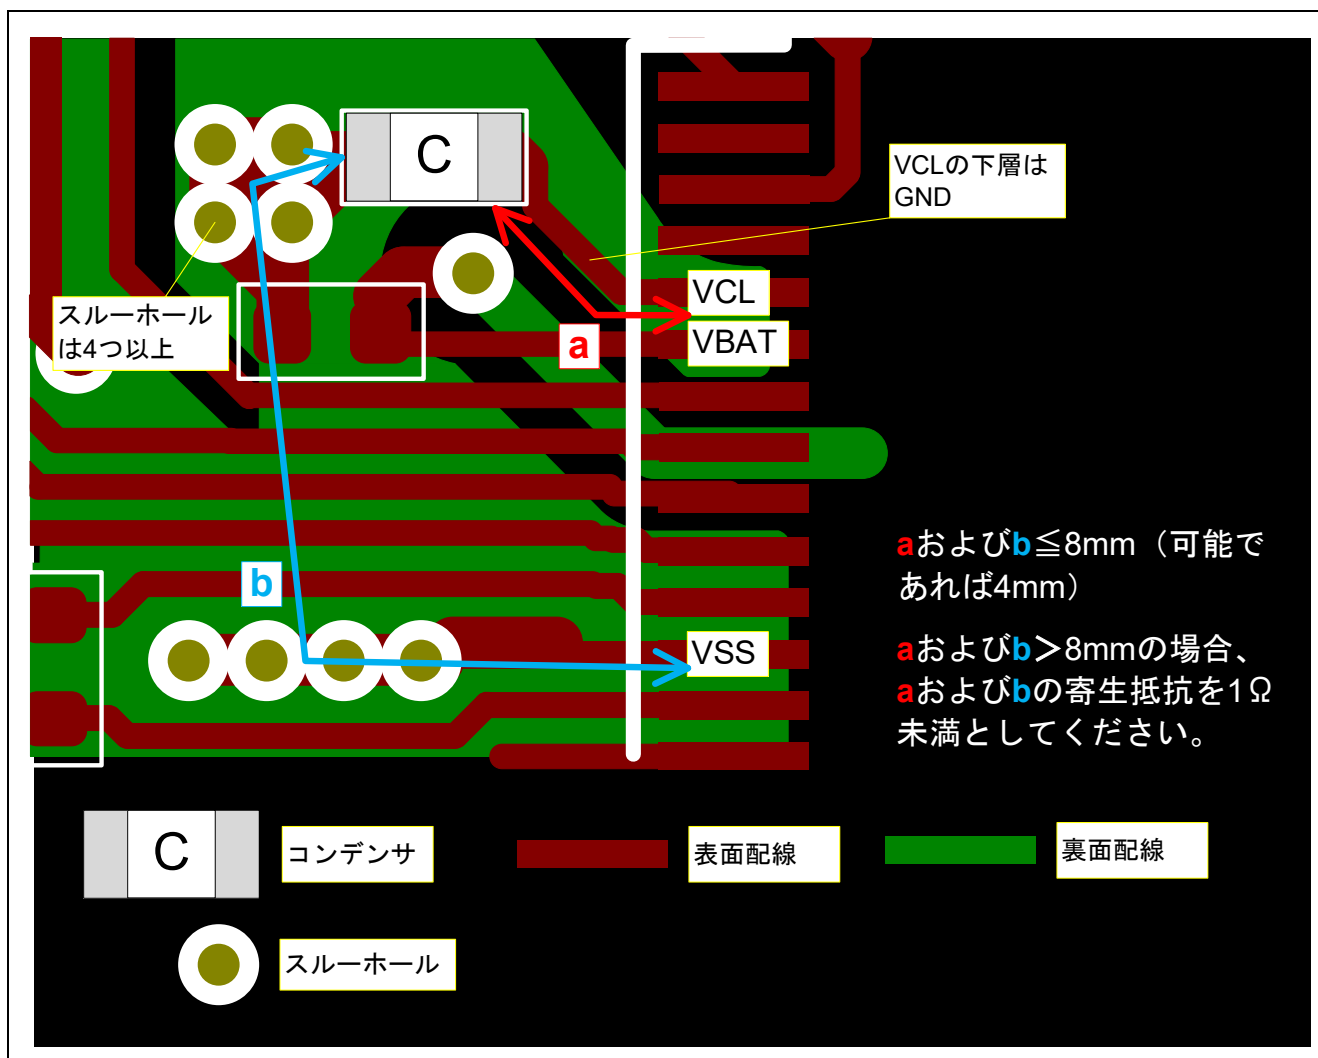 C
VCLの下層は
GND
VCL
スルーホール
は4つ以上
VBAT
a
aおよびb≦8mm（可能で
あれば4mm）
b
VSS
aおよびb＞8mmの場合、
aおよびbの寄生抵抗を1Ω
未満としてください。
C
コンデンサ
表面配線
裏面配線
スルーホール